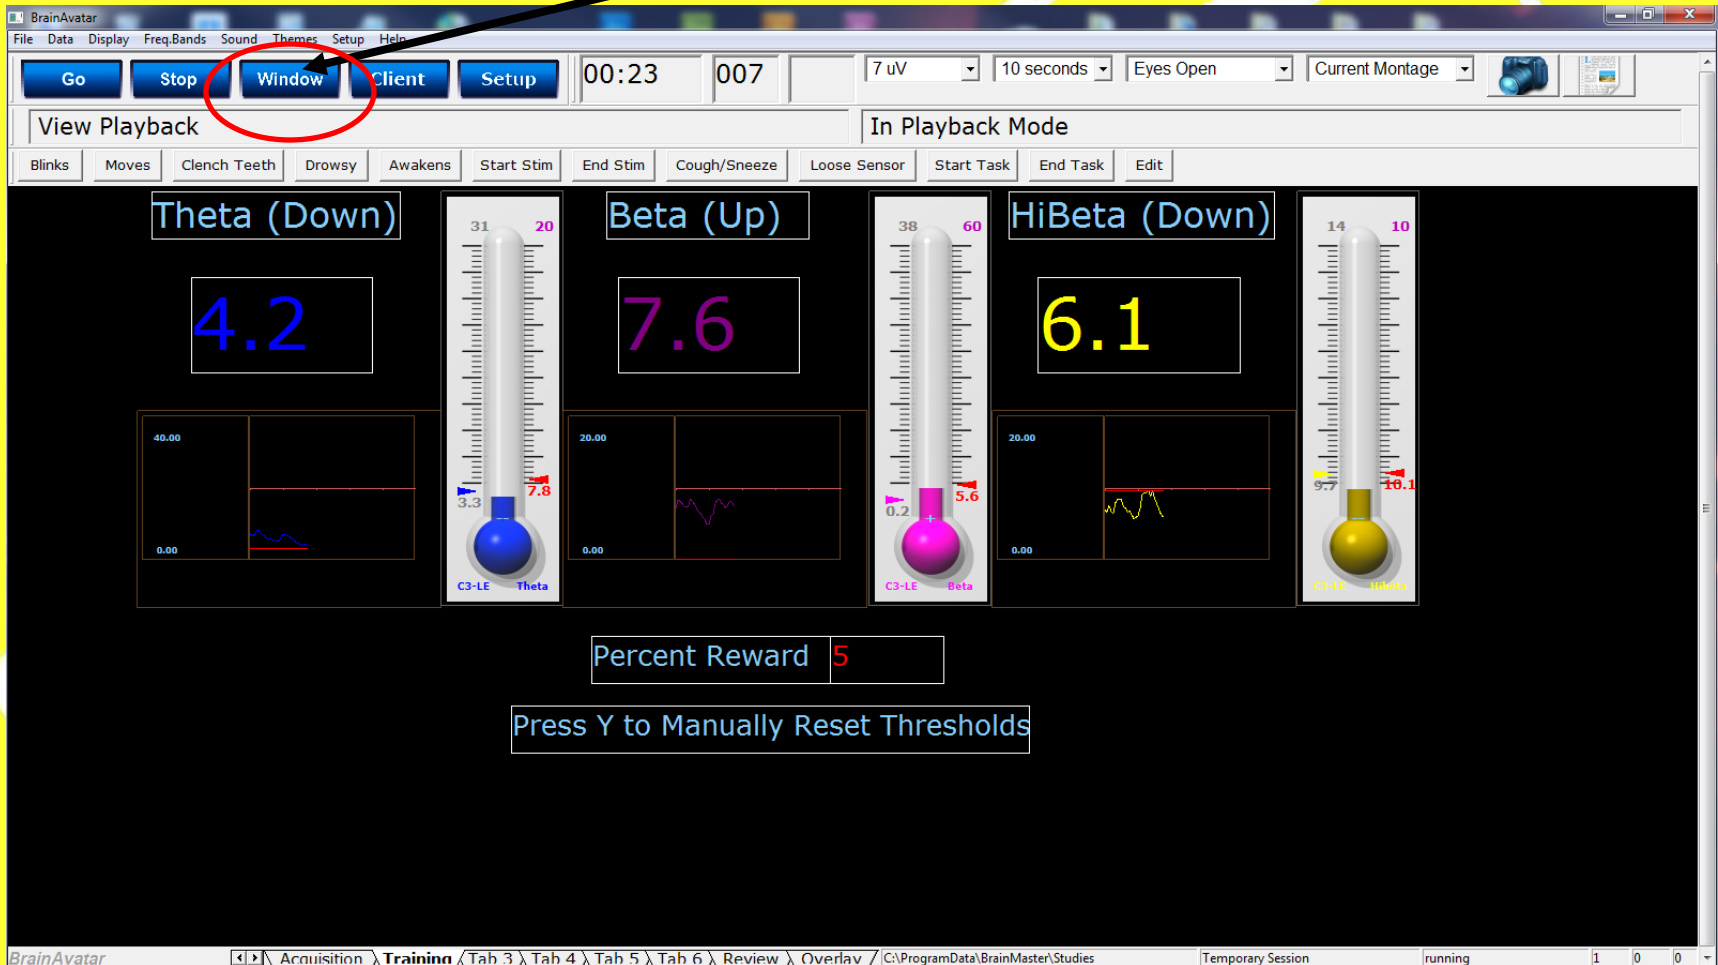 BrainAvatar
File Data Display Freq.Bands Sound Themes Setup Help
Go Stop Window Client Setup 00:23 007 7 uV 10 seconds Eyes Open Current Montage
View Playback In Playback Mode
Blinks Moves Clench Teeth Drowsy Awakens Start Stim End Stim Cough/Sneeze Loose Sensor Start Task End Task Edit
Theta (Down) Beta (Up) HiBeta (Down)
31 20 38 60 14 10
4.2 7.6 6.1
40.00 20.00 20.00
3.3 7.8 0.2 5.6 9.7 10.1
0.00 0.00 0.00
C3-LE Theta C3-LE Beta C3-LE Hibeta
Percent Reward 5
Press Y to Manually Reset Thresholds
BrainAvatar Acquisition Training Tab 3 Tab 4 Tab 5 Tab 6 Review Overlay C:\ProgramData\BrainMaster\Studies Temporary Session running 1 0 0